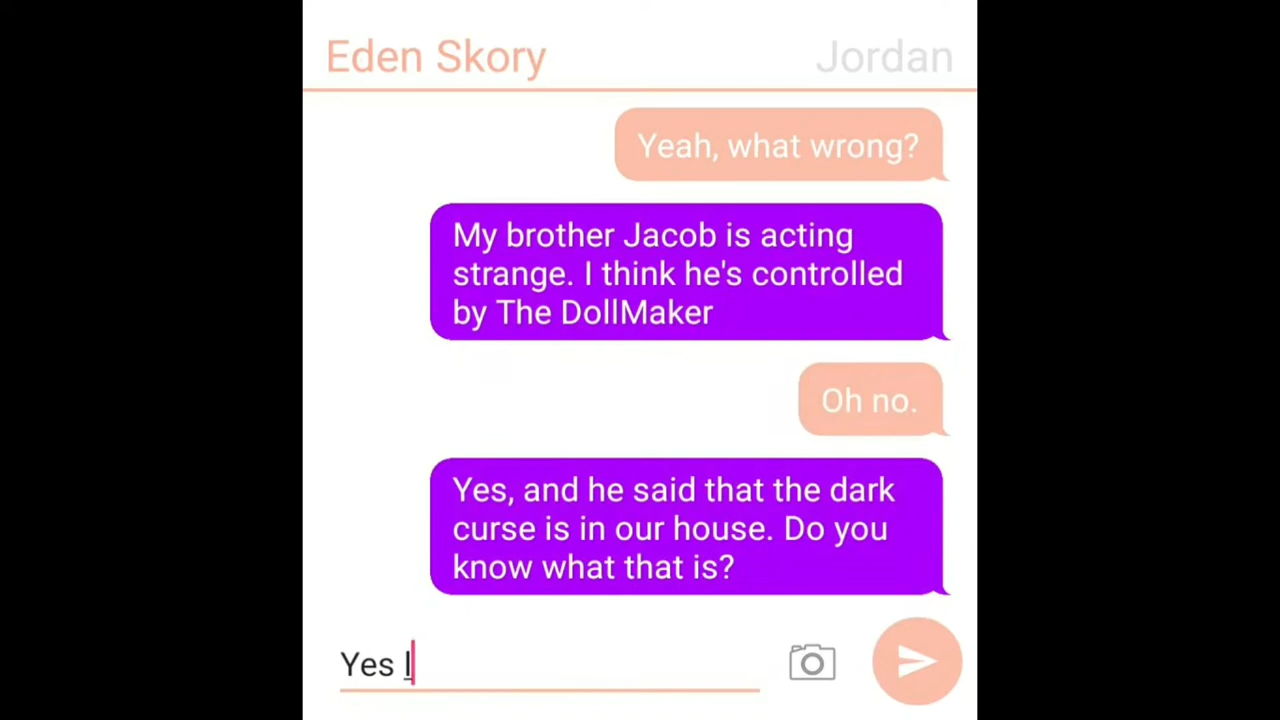 Eden Skory Jordan
Yeah, what wrong?
My brother Jacob is acting
strange. I think he's controlled
by The DollMaker
Oh no.
Yes, and he said that the dark
curse is in our house. Do you
know what that is?
Yes I